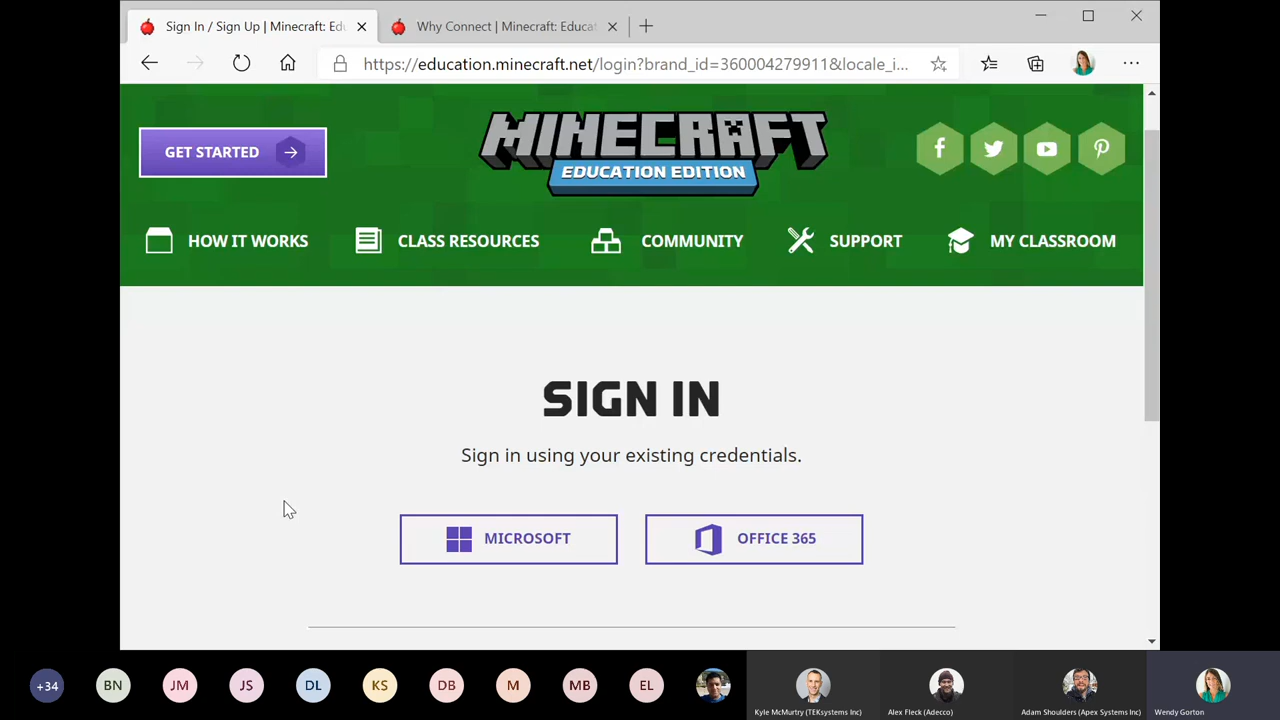 Sign In / Sign Up | Minecraft: Edu
Why Connect | Minecraft: Educat
https://education.minecraft.net/login?brand_id=360004279911&locale_i...
GET STARTED
MINECRAFT
EDUCATION EDITION
HOW IT WORKS
CLASS RESOURCES
COMMUNITY
SUPPORT
MY CLASSROOM
SIGN IN
Sign in using your existing credentials.
MICROSOFT
OFFICE 365
+34
BN
JM
JS
DL
KS
DB
M
MB
EL
Kyle McMurtry (TEKsystems Inc)
Alex Fleck (Adecco)
Adam Shoulders (Apex Systems Inc)
Wendy Gorton